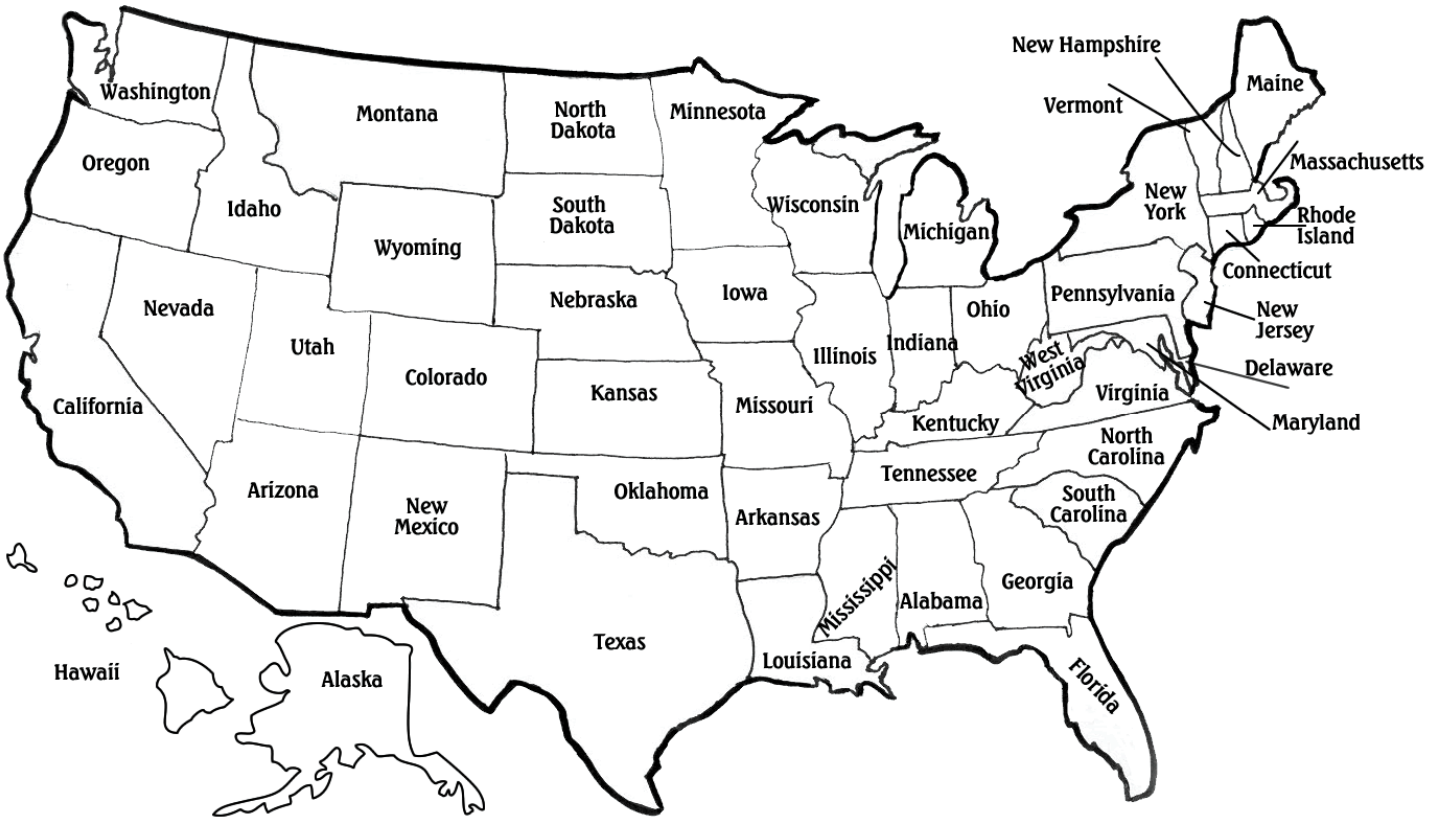 New Hampshire
Maine
Washington
Montana
North
Dakota
Minnesota
Vermont
Oregon
Massachusetts
Idaho
South
Dakota
Wisconsin
New
York
Rhode
Island
Wyoming
Michigan
Connecticut
Nevada
Nebraska
Iowa
Ohio
Pennsylvania
New
Jersey
Utah
Illinois
Indiana
West
Virginia
Delaware
Colorado
Kansas
California
Missouri
Kentucky
Virginia
Maryland
Arizona
New
Mexico
Oklahoma
Arkansas
Tennessee
North
Carolina
South
Carolina
Georgia
Mississippi
Alabama
Texas
Louisiana
Florida
Hawaii
Alaska